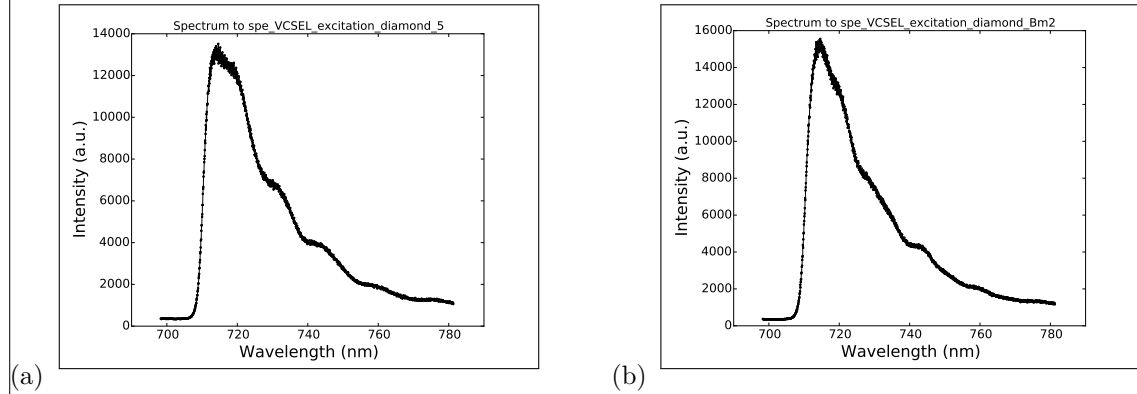 Spectrum to spe_VCSEL_excitation_diamond_5
14000
12000
10000
8000
6000
4000
2000
0
Intensity (a.u.)
700 720 740 760 780
Wavelength (nm)
(a)
Spectrum to spe_VCSEL_excitation_diamond_Bm2
16000
14000
12000
10000
8000
6000
4000
2000
0
Intensity (a.u.)
700 720 740 760 780
Wavelength (nm)
(b)